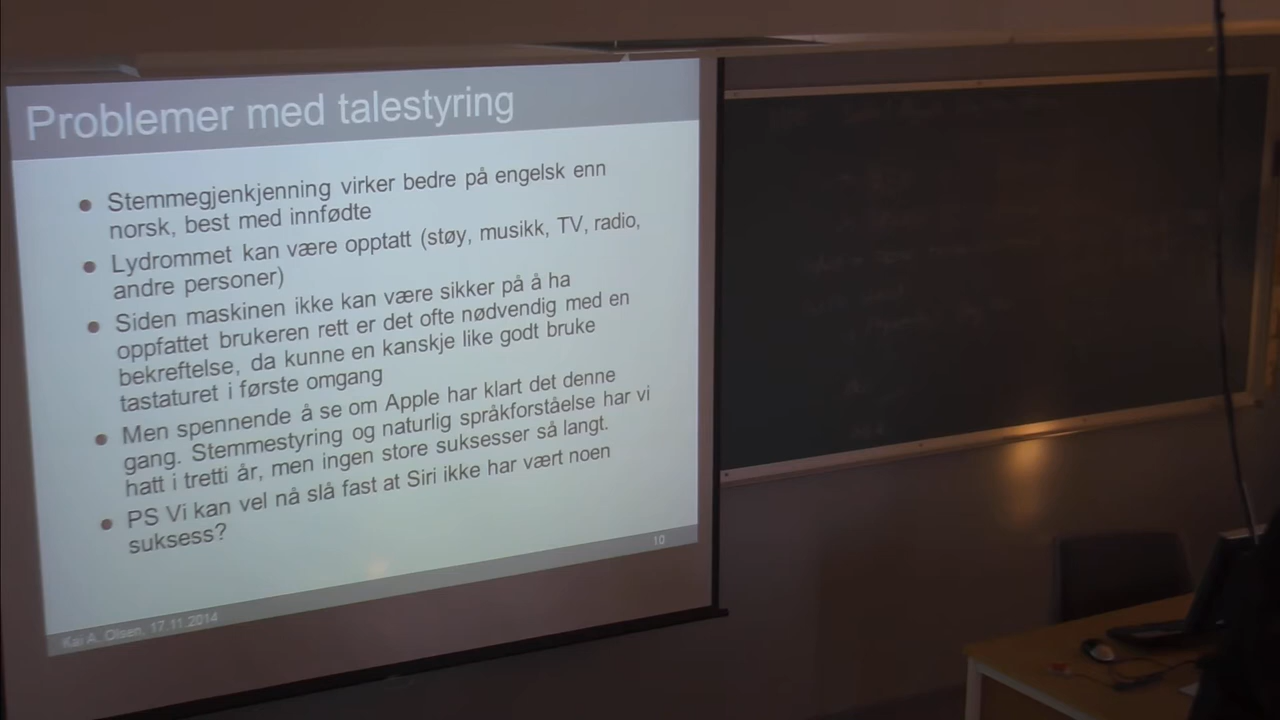 Problemer med talestyring
Stemmegjenkjenning virker bedre på engelsk enn
norsk, best med innfødte
Lydrommet kan være opptatt (støy, musikk, TV, radio,
andre personer)
Siden maskinen ikke kan være sikker på å ha
oppfattet brukeren rett er det ofte nødvendig med en
bekreftelse, da kunne en kanskje like godt bruke
tastaturet i første omgang
Men spennende å se om Apple har klart det denne
gang. Stemmestyring og naturlig språkforståelse har vi
hatt i tretti år, men ingen store suksesser så langt.
PS Vi kan vel nå slå fast at Siri ikke har vært noen
suksess?
10
Kai A. Olsen, 17.11.2014